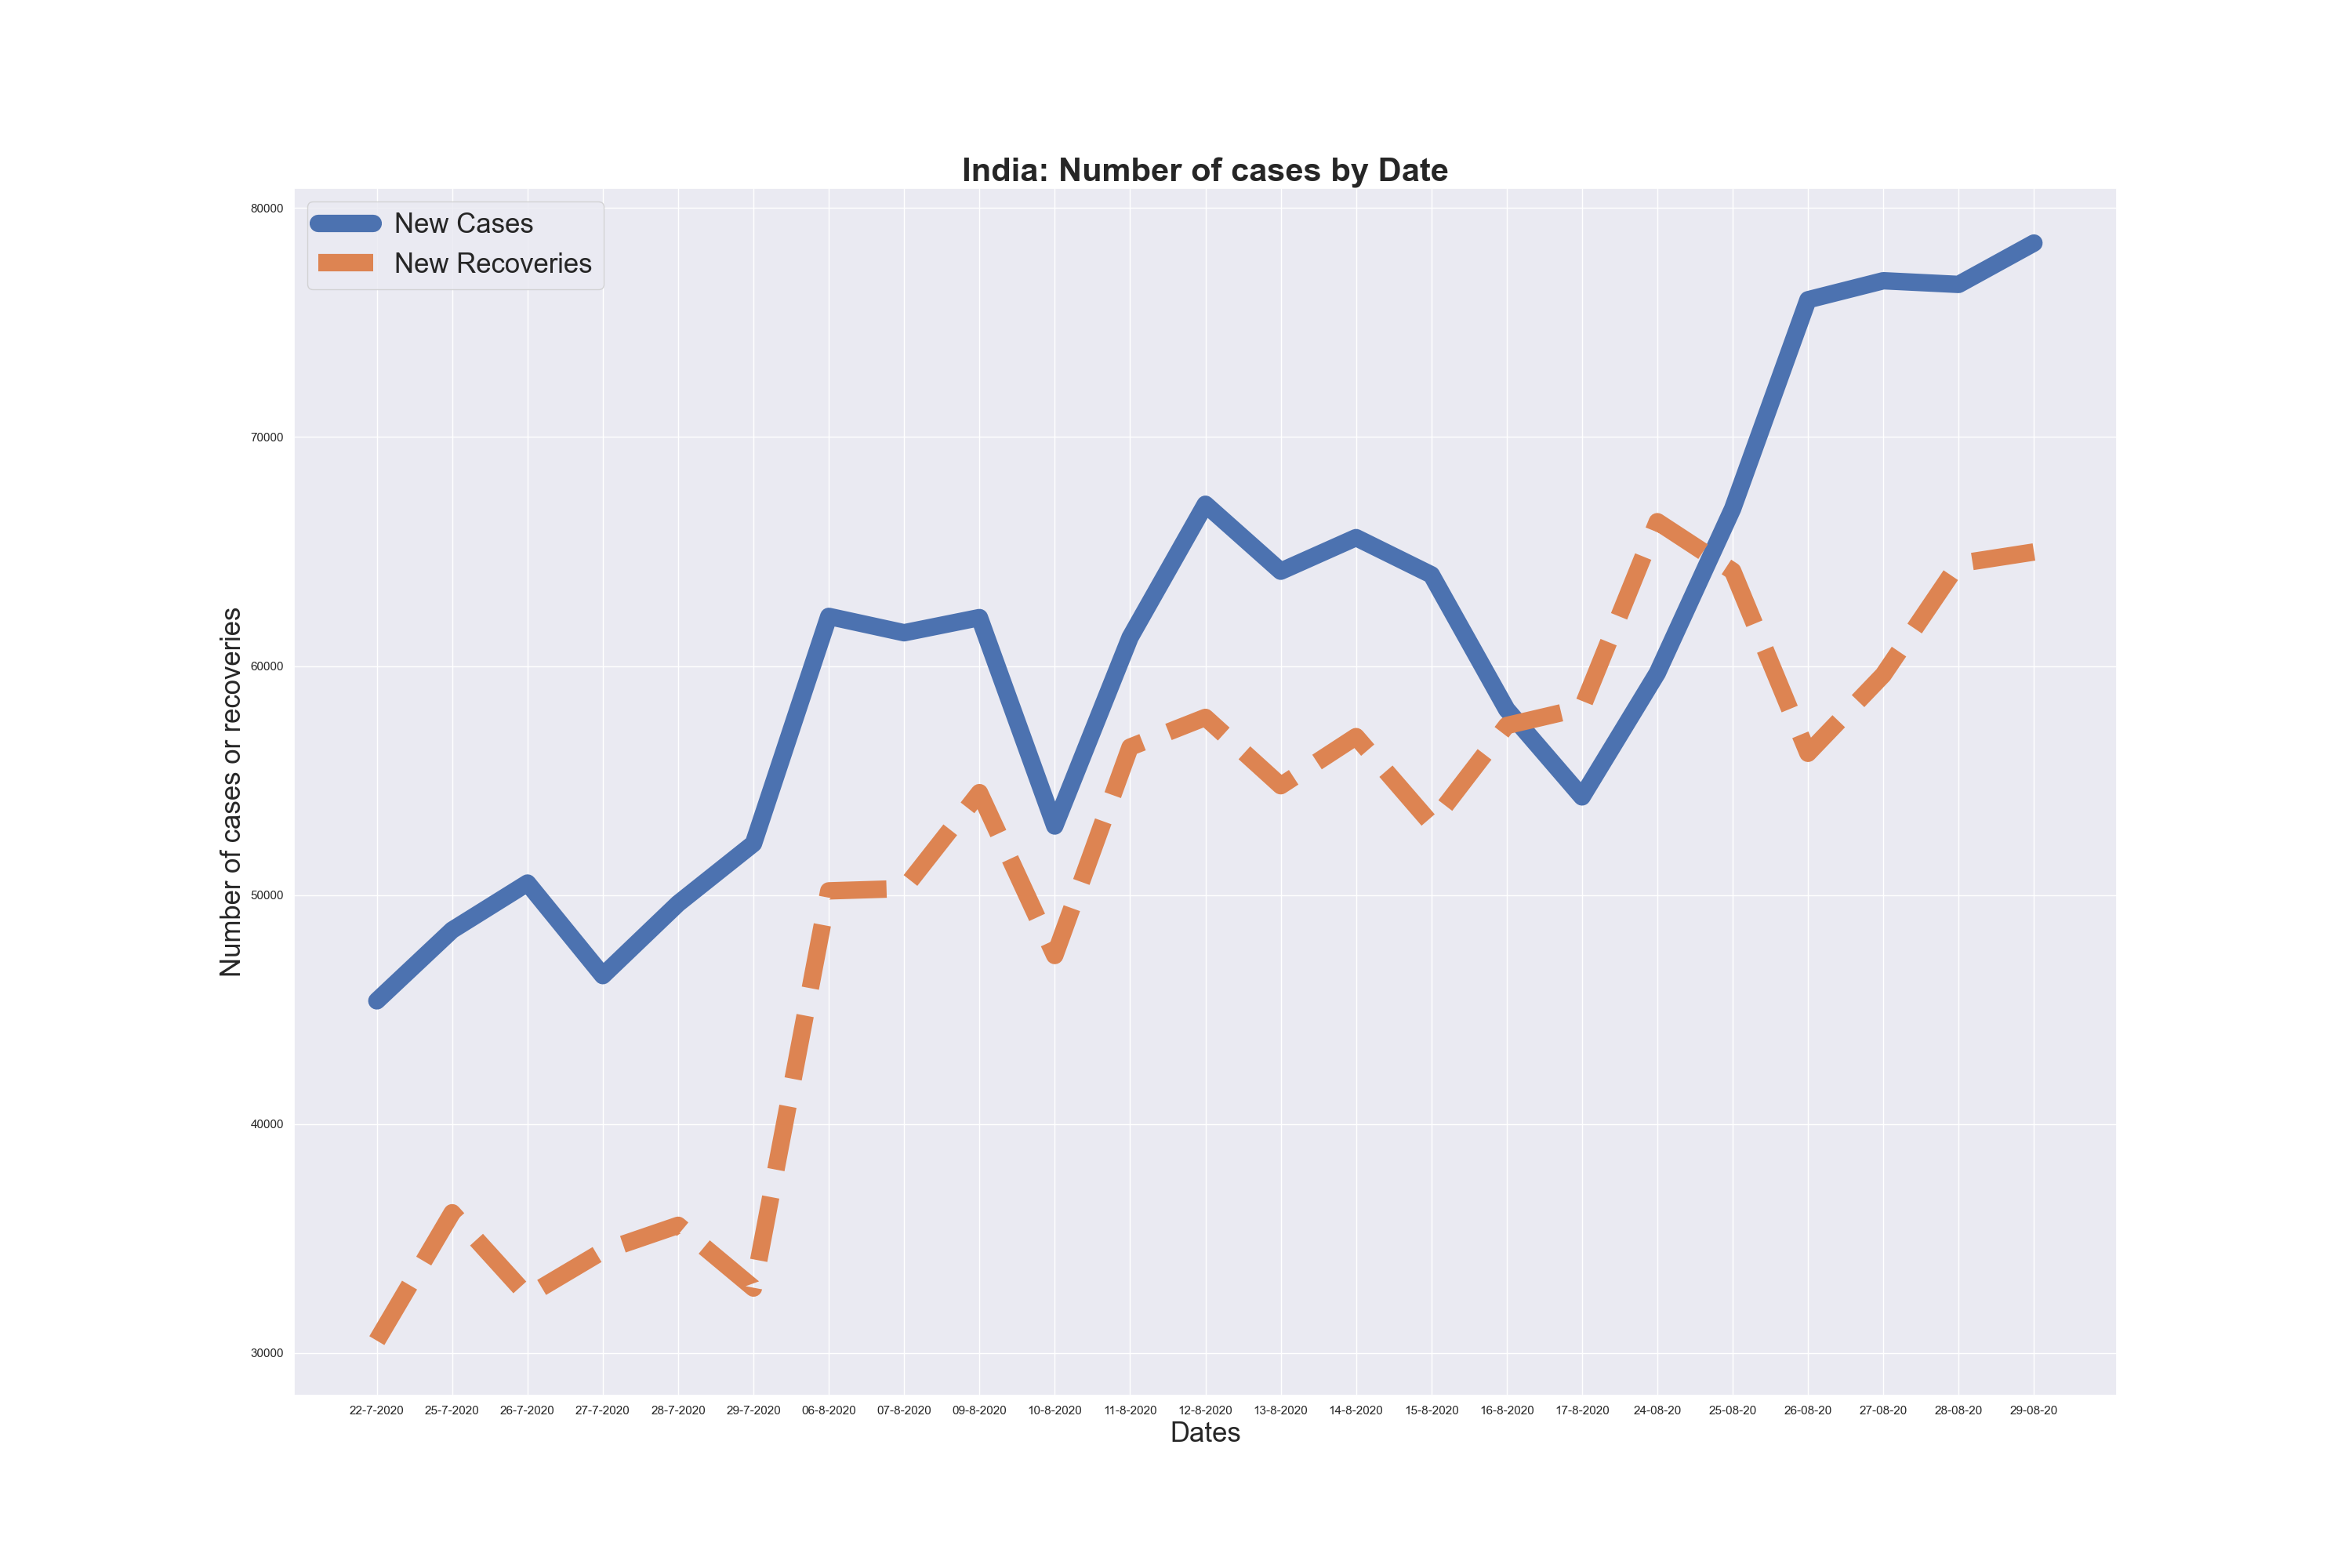 India: Number of cases by Date
New Cases
New Recoveries
80000
70000
60000
50000
40000
30000
Number of cases or recoveries
22-7-2020 25-7-2020 26-7-2020 27-7-2020 28-7-2020 29-7-2020 06-8-2020 07-8-2020 09-8-2020 10-8-2020 11-8-2020 12-8-2020 13-8-2020 14-8-2020 15-8-2020 16-8-2020 17-8-2020 24-08-20 25-08-20 26-08-20 27-08-20 28-08-20 29-08-20
Dates